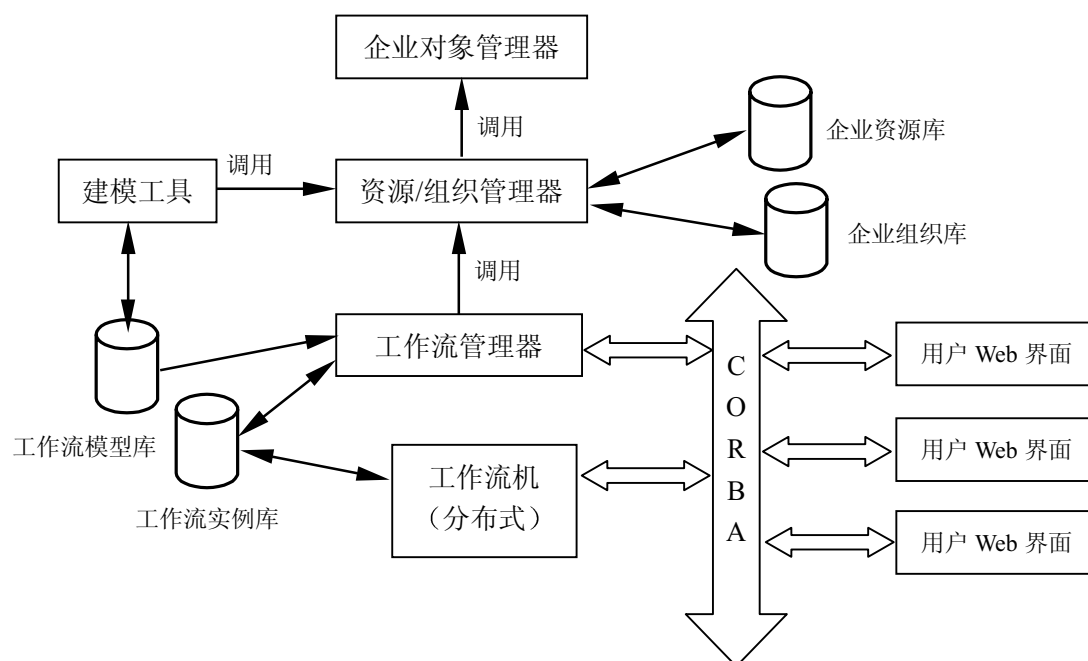 企业对象管理器
调用
企业资源库
调用
建模工具
资源/组织管理器
企业组织库
调用
工作流管理器
用户 Web 界面
C
O
R
B
A
工作流模型库
用户 Web 界面
工作流机
（分布式）
工作流实例库
用户 Web 界面